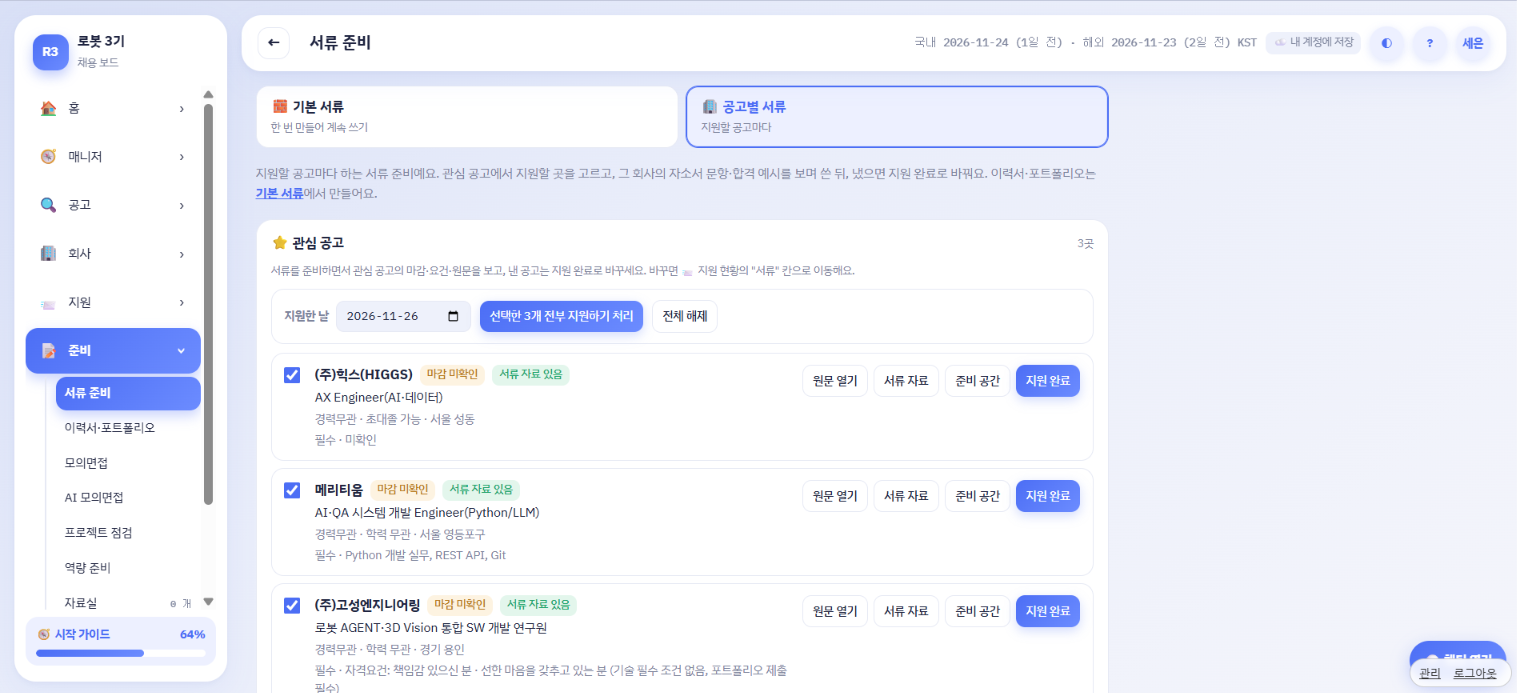 R3
로봇 3기
채용 보드
홈
매니저
공고
회사
지원
준비
서류 준비
이력서·포트폴리오
모의면접
AI 모의면접
프로젝트 점검
역량 준비
자료실 0 개
시작 가이드 64%
← 서류 준비
국내 2026-11-24 (1일 전) · 해외 2026-11-23 (2일 전) KST
내 계정에 저장
?
세은
기본 서류
한 번 만들어 계속 쓰기
공고별 서류
지원할 공고마다
지원할 공고마다 하는 서류 준비예요. 관심 공고에서 지원할 곳을 고르고, 그 회사의 자소서 문항·합격 예시를 보며 쓴 뒤, 냈으면 지원 완료로 바꿔요. 이력서·포트폴리오는
기본 서류에서 만들어요.
관심 공고 3곳
서류를 준비하면서 관심 공고의 마감·요건·원문을 보고, 낸 공고는 지원 완료로 바꾸세요. 바꾸면 지원 현황의 "서류" 칸으로 이동해요.
지원한 날 2026-11-26 선택한 3개 전부 지원하기 처리 전체 해제
(주)힉스(HIGGS) 마감 미확인 서류 자료 있음
원문 열기 서류 자료 준비 공간 지원 완료
AX Engineer(AI·데이터)
경력무관 · 초대졸 가능 · 서울 성동
필수 · 미확인
메리티움 마감 미확인 서류 자료 있음
원문 열기 서류 자료 준비 공간 지원 완료
AI·QA 시스템 개발 Engineer(Python/LLM)
경력무관 · 학력 무관 · 서울 영등포구
필수 · Python 개발 실무, REST API, Git
(주)고성엔지니어링 마감 미확인 서류 자료 있음
원문 열기 서류 자료 준비 공간 지원 완료
로봇 AGENT·3D Vision 통합 SW 개발 연구원
경력무관 · 학력 무관 · 경기 용인
필수 · 자격요건: 책임감 있으신 분 · 선한 마음을 갖추고 있는 분 (기술 필수 조건 없음, 포트폴리오 제출
필수)
관리 로그아웃